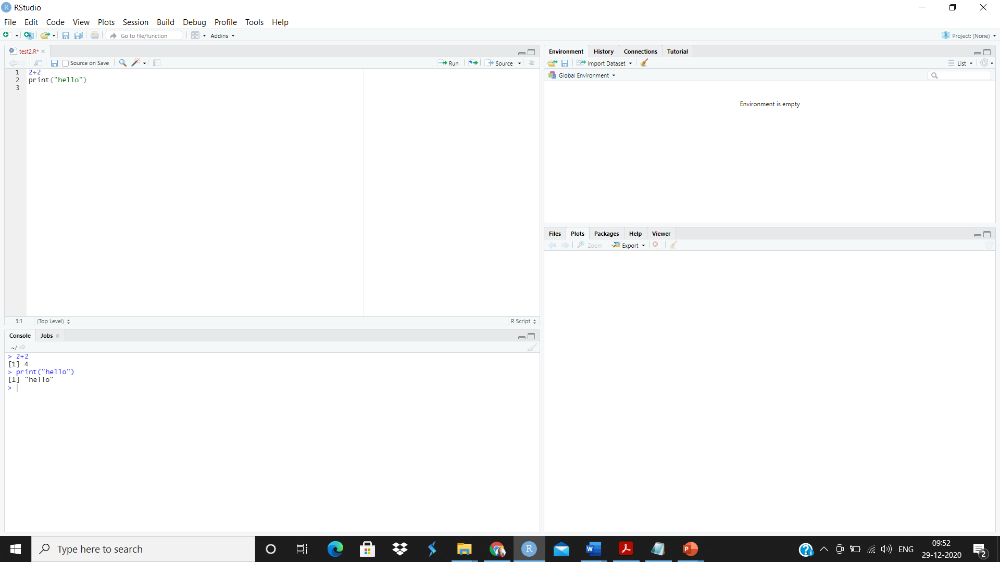 RStudio
File Edit Code View Plots Session Build Debug Profile Tools Help
Go to file/function Addins Project: (None)
test2.R*
Source on Save Run Source
1 2+2
2 print("hello")
3
3:1 (Top Level) R Script
Console Jobs
~/
> 2+2
[1] 4
> print("hello")
[1] "hello"
>
Environment History Connections Tutorial
Import Dataset List
Global Environment
Environment is empty
Files Plots Packages Help Viewer
Zoom Export
Type here to search
ENG
09:52
29-12-2020
2